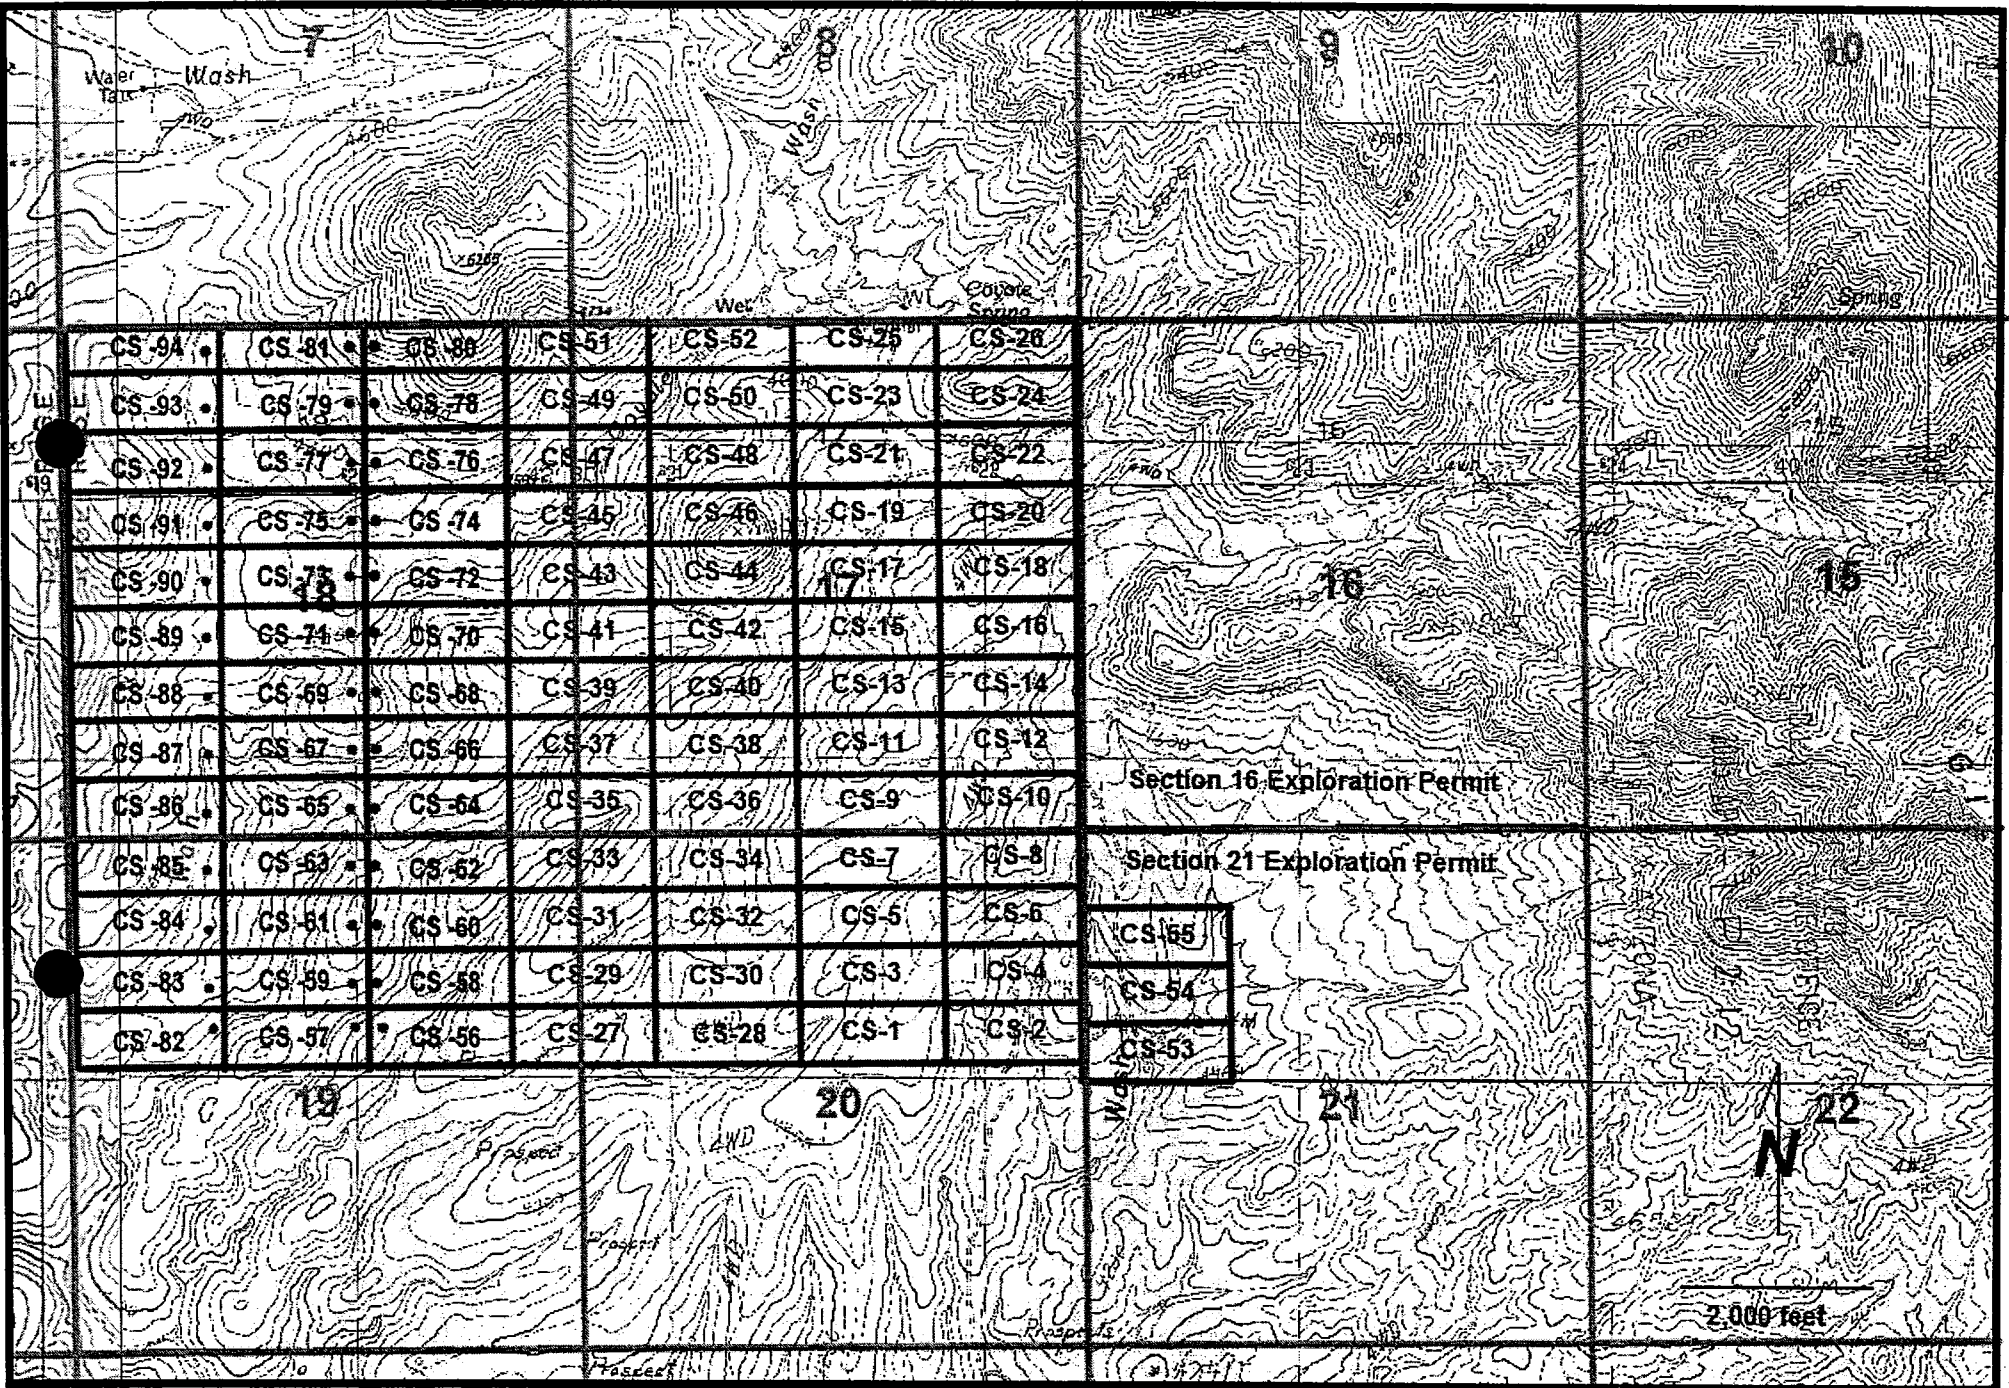 7 8 9 10
Water Wash
Wash
4WD
6265
Coyote
Spring
Spring
CS -94 CS -81 CS -80 CS-51 CS-52 CS-25 CS-26
CS -93 CS -79 CS -78 CS-49 CS-50 CS-23 CS-24
CS -92 CS -77 CS -76 CS-47 CS-48 CS-21 CS-22
CS -91 CS -75 CS -74 CS-45 CS-46 CS-19 CS-20
CS -90 CS -73 CS -72 CS-43 CS-44 CS-17 CS-18
18 17 16 15
CS -89 CS -71 CS -70 CS-41 CS-42 CS-15 CS-16
CS -88 CS -69 CS -68 CS-39 CS-40 CS-13 CS-14
CS -87 CS -67 CS -66 CS-37 CS-38 CS-11 CS-12
Section 16 Exploration Permit
CS -86 CS -65 CS -64 CS-35 CS-36 CS-9 CS-10
CS -85 CS -63 CS -62 CS-33 CS-34 CS-7 CS-8
Section 21 Exploration Permit
CS -84 CS -61 CS -60 CS-31 CS-32 CS-5 CS-6
CS-55
CS -83 CS -59 CS -58 CS-29 CS-30 CS-3 CS-4
CS-54
CS -82 CS -57 CS -56 CS-27 CS-28 CS-1 CS-2
CS-53
Wash
19 20 21 22
Prospect
4WD
N
4WD
Prospect
2,000 feet
Prospects
Prospect